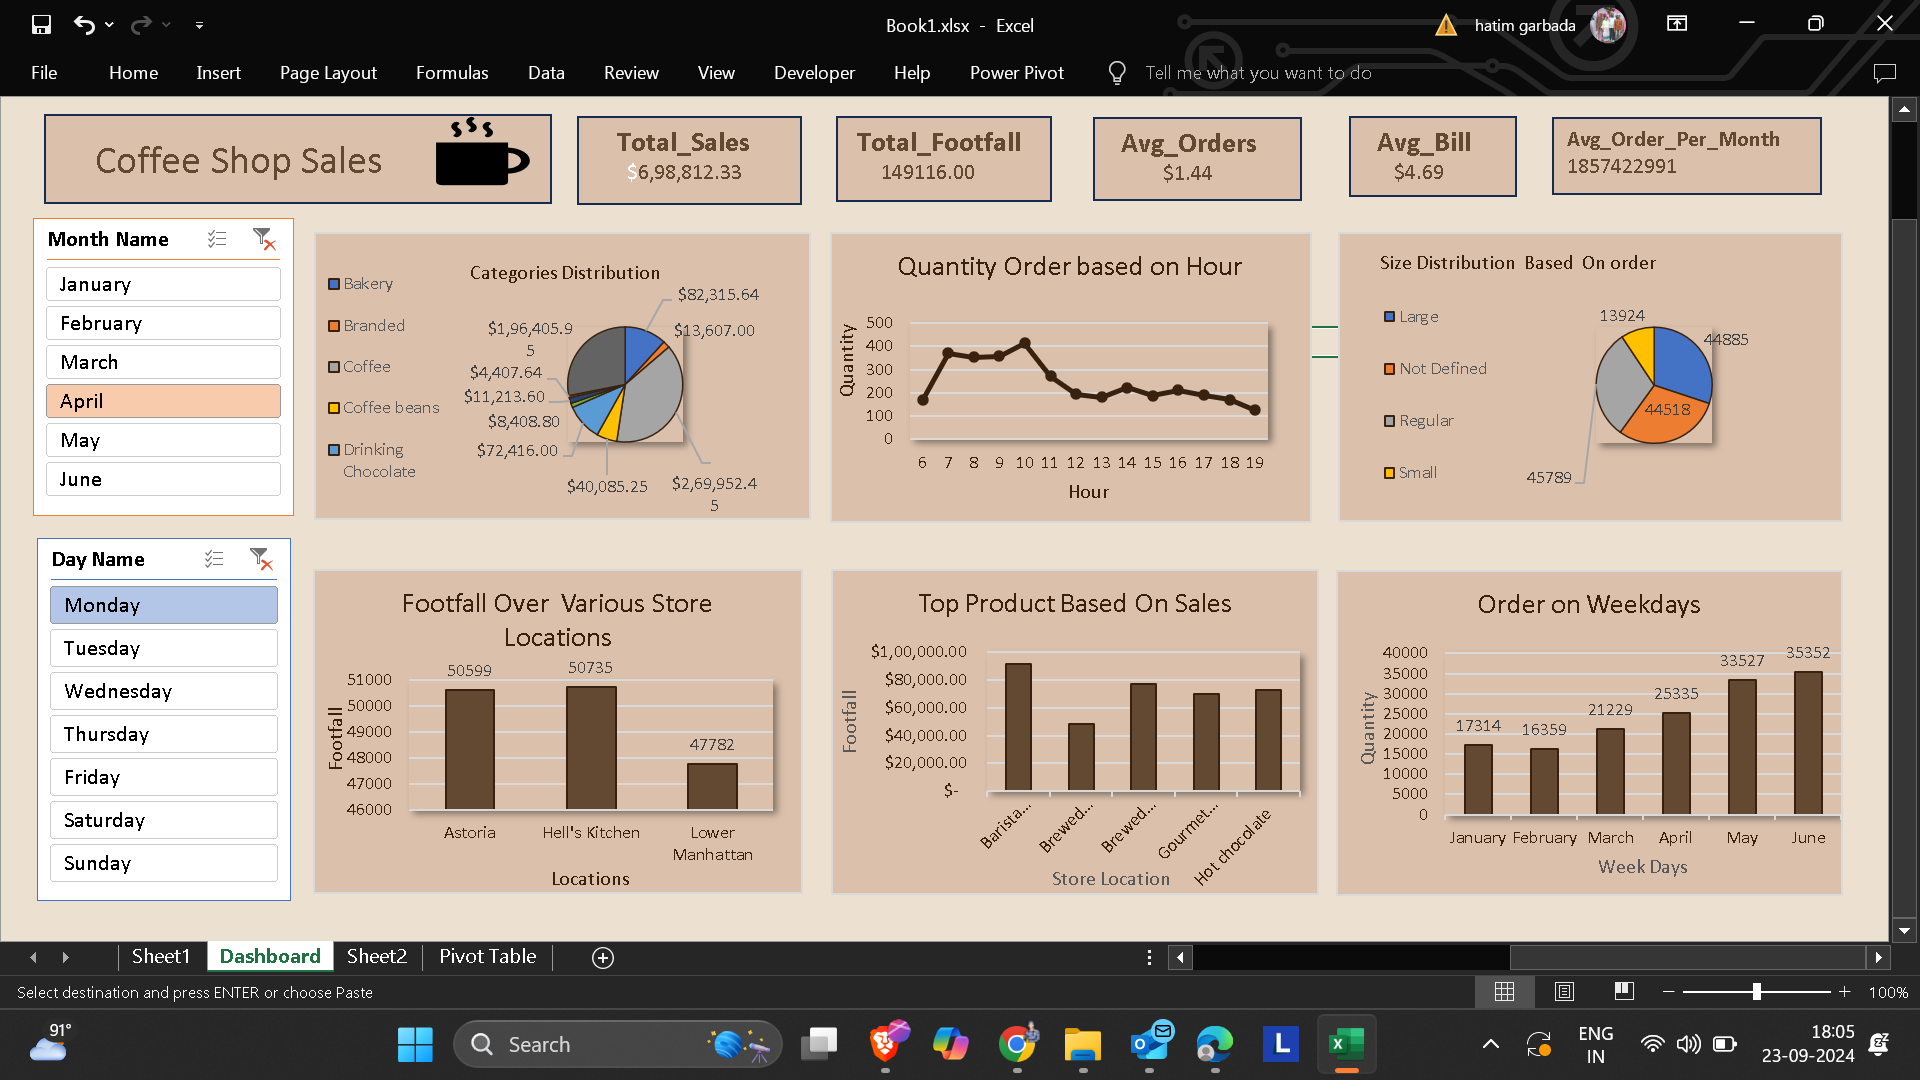 Book1.xlsx - Excel
hatim garbada
File Home Insert Page Layout Formulas Data Review View Developer Help Power Pivot Tell me what you want to do
Coffee Shop Sales
Total_Sales
$6,98,812.33
Total_Footfall
149116.00
Avg_Orders
$1.44
Avg_Bill
$4.69
Avg_Order_Per_Month
1857422991
Month Name
January
February
March
April
May
June
Day Name
Monday
Tuesday
Wednesday
Thursday
Friday
Saturday
Sunday
Categories Distribution
Bakery
Branded
Coffee
Coffee beans
Drinking
Chocolate
$82,315.64
$13,607.00
$2,69,952.4
5
$40,085.25
$72,416.00
$8,408.80
$11,213.60
$4,407.64
$1,96,405.9
5
Quantity Order based on Hour
Quantity
500
400
300
200
100
0
6 7 8 9 10 11 12 13 14 15 16 17 18 19
Hour
Size Distribution Based On order
Large
Not Defined
Regular
Small
13924
44885
44518
45789
Footfall Over Various Store
Locations
Footfall
51000
50000
49000
48000
47000
46000
50599
50735
47782
Astoria Hell's Kitchen Lower
Manhattan
Locations
Top Product Based On Sales
Footfall
$1,00,000.00
$80,000.00
$60,000.00
$40,000.00
$20,000.00
$-
Barista...
Brewed...
Brewed...
Gourmet...
Hot chocolate
Store Location
Order on Weekdays
Quantity
40000
35000
30000
25000
20000
15000
10000
5000
0
17314
16359
21229
25335
33527
35352
January February March April May June
Week Days
Sheet1 Dashboard Sheet2 Pivot Table
Select destination and press ENTER or choose Paste
100%
91°
Search
ENG
IN
18:05
23-09-2024